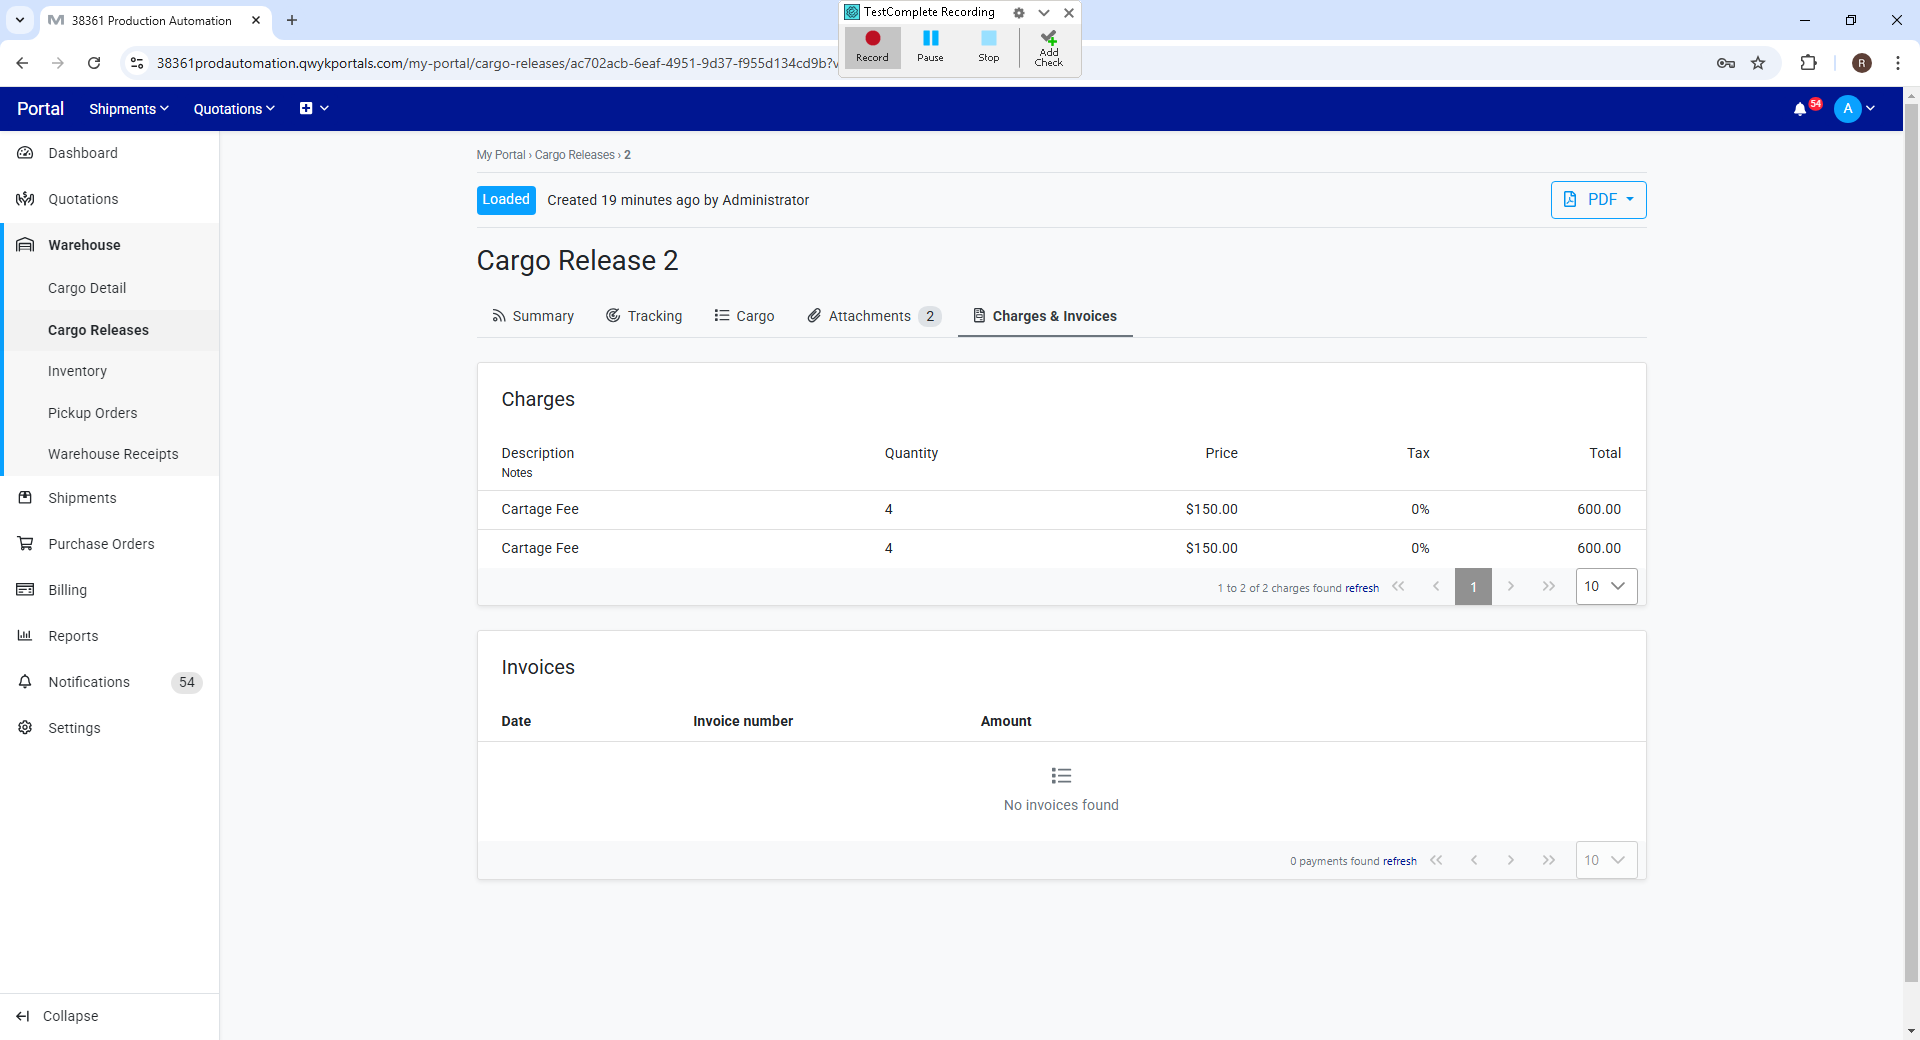 38361 Production Automation
TestComplete Recording
Record
Pause
Stop
Add
Check
38361prodautomation.qwykportals.com/my-portal/cargo-releases/ac702acb-6eaf-4951-9d37-f955d134cd9b?v
R
Portal
Shipments
Quotations
54
A
Dashboard
Quotations
Warehouse
Cargo Detail
Cargo Releases
Inventory
Pickup Orders
Warehouse Receipts
Shipments
Purchase Orders
Billing
Reports
Notifications 54
Settings
Collapse
My Portal › Cargo Releases › 2
Loaded Created 19 minutes ago by Administrator
PDF
Cargo Release 2
Summary Tracking Cargo Attachments 2 Charges & Invoices
Charges
Description Quantity Price Tax Total
Notes
Cartage Fee 4 $150.00 0% 600.00
Cartage Fee 4 $150.00 0% 600.00
1 to 2 of 2 charges found refresh 1 10
Invoices
Date Invoice number Amount
No invoices found
0 payments found refresh 10